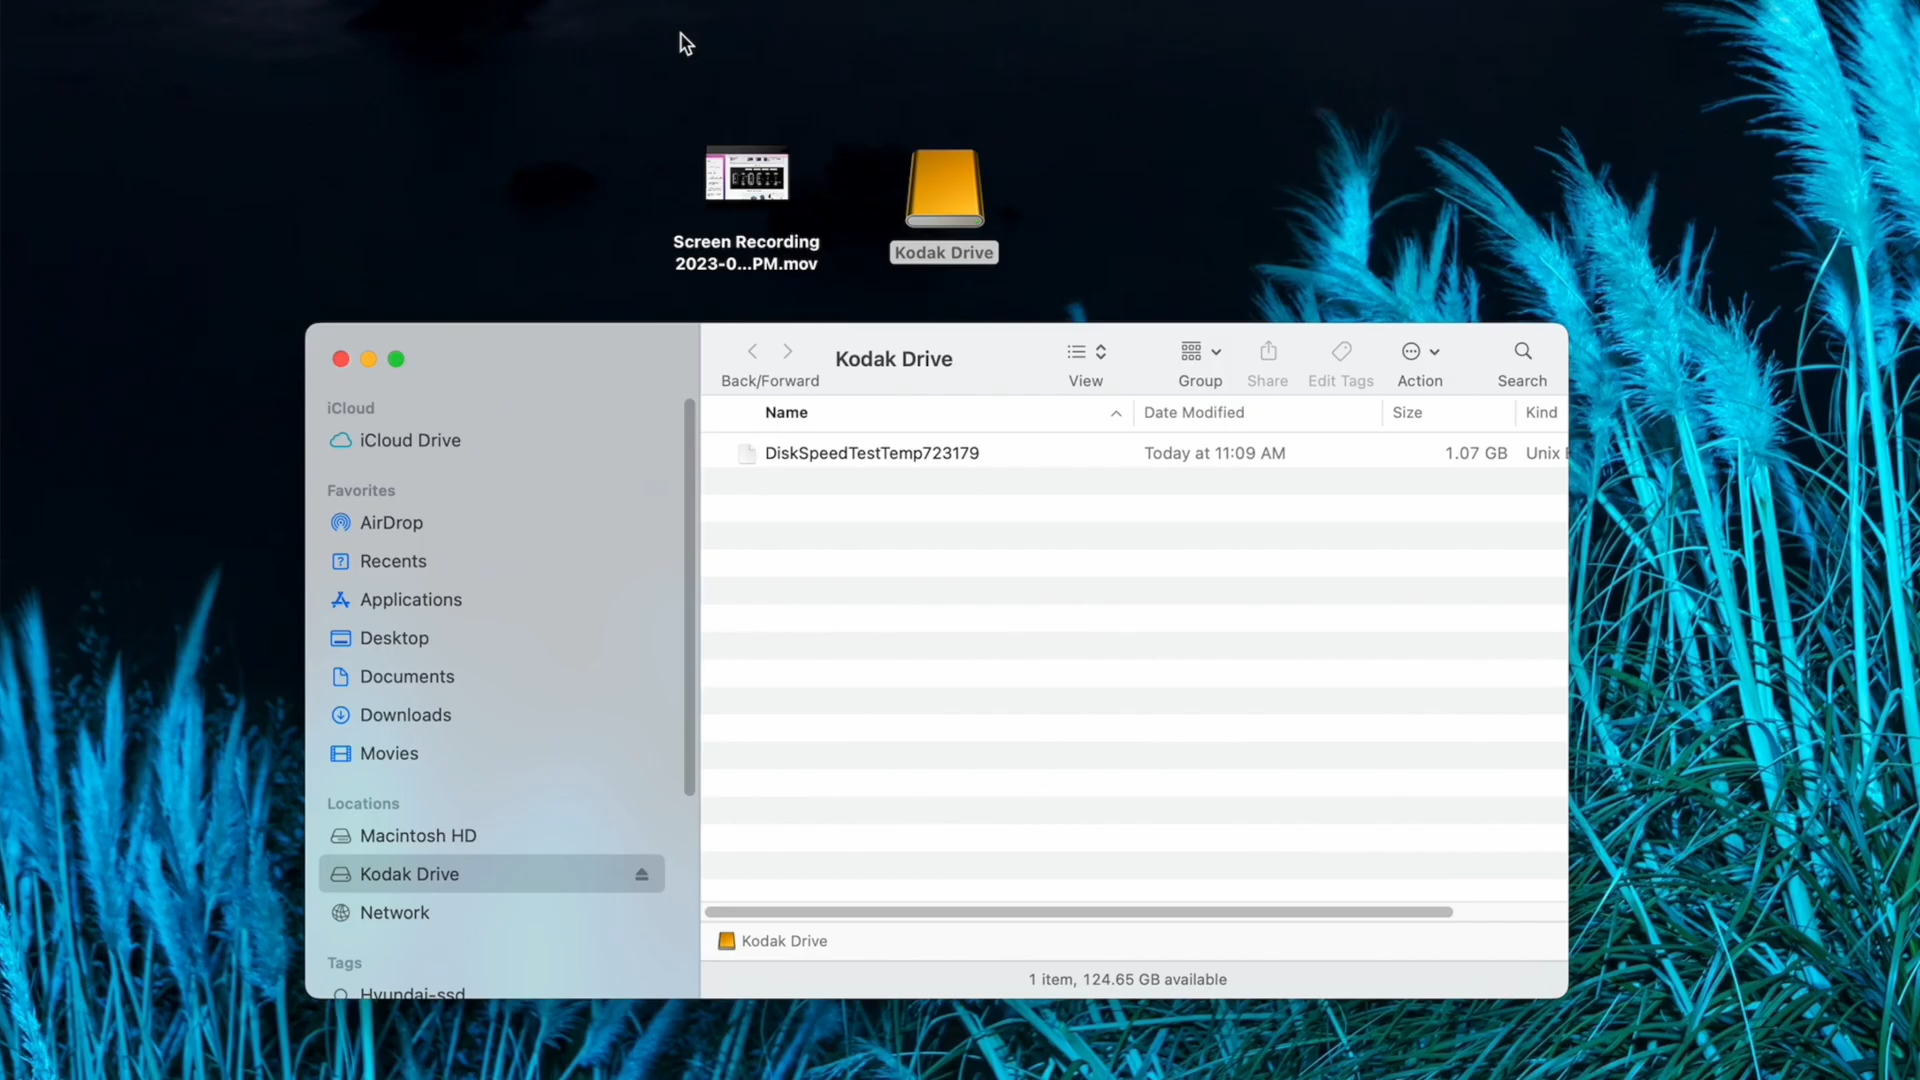 Screen Recording
2023-0...PM.mov
Kodak Drive
Back/Forward
Kodak Drive
View
Group
Share
Edit Tags
Action
Search
Name
Date Modified
Size
Kind
DiskSpeedTestTemp723179
Today at 11:09 AM
1.07 GB
Unix
iCloud
iCloud Drive
Favorites
AirDrop
Recents
Applications
Desktop
Documents
Downloads
Movies
Locations
Macintosh HD
Kodak Drive
Network
Tags
Hyundai-ssd
Kodak Drive
1 item, 124.65 GB available